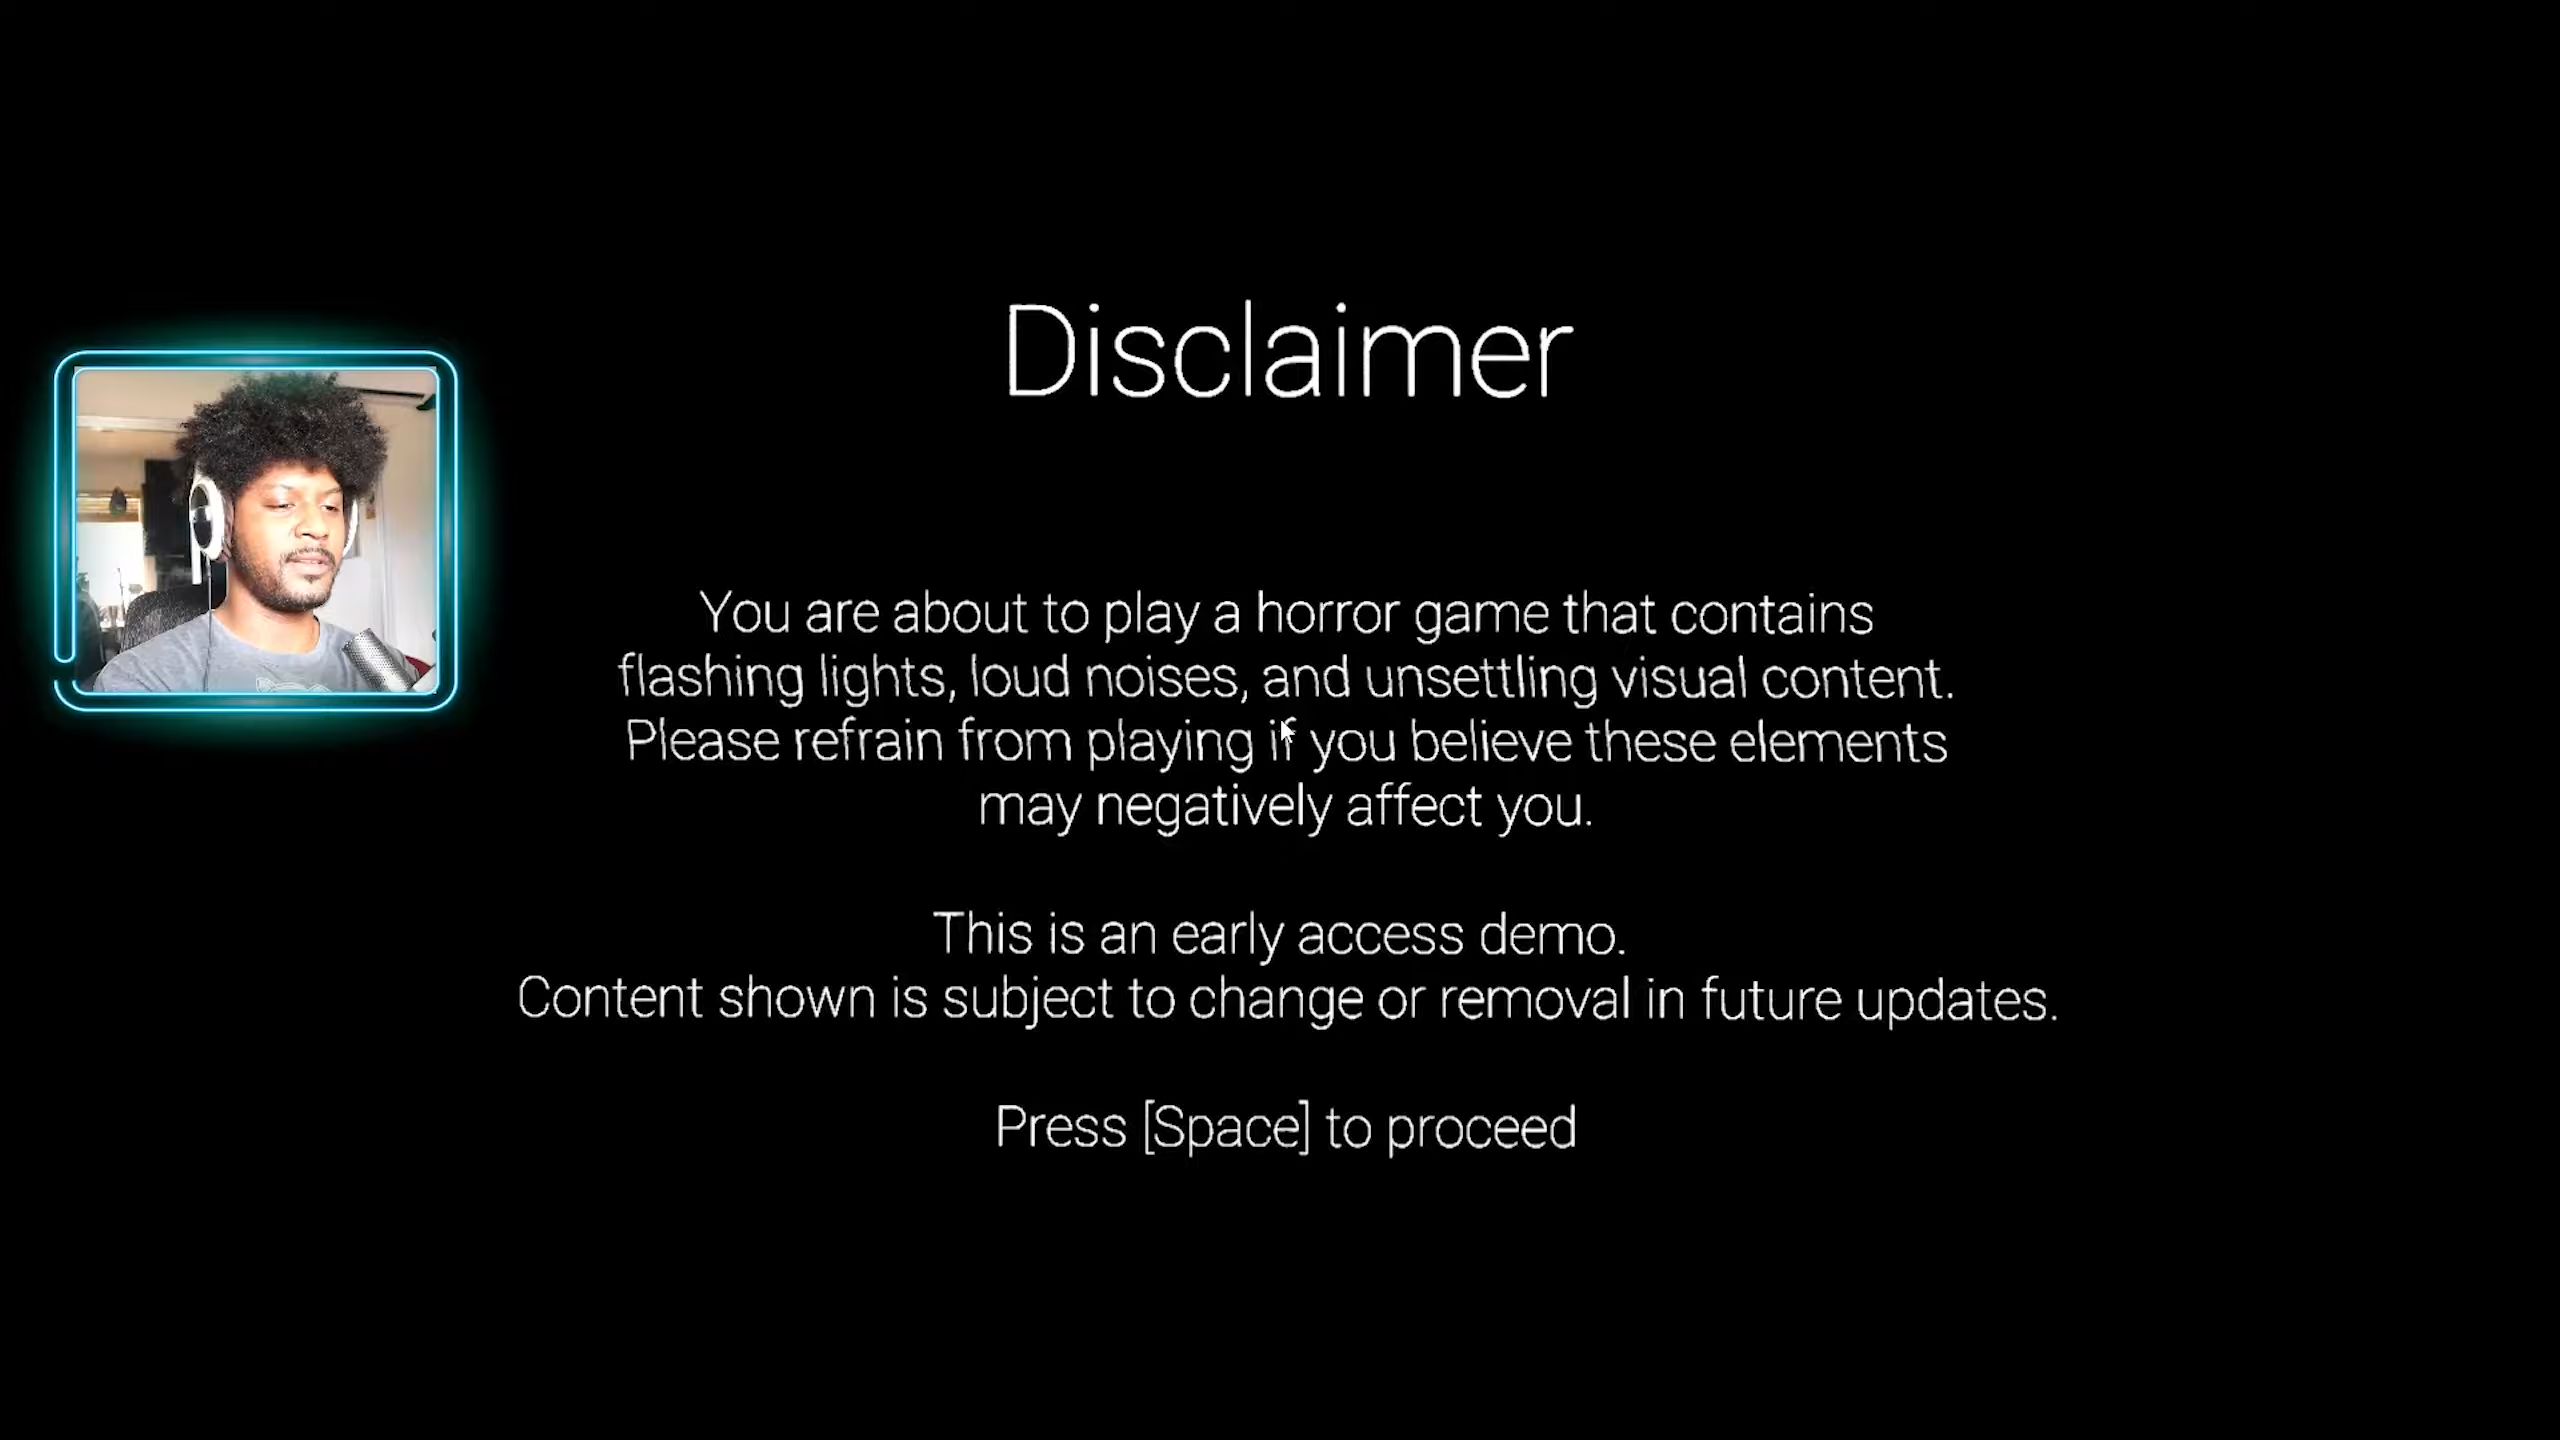 Disclaimer
You are about to play a horror game that contains
flashing lights, loud noises, and unsettling visual content.
Please refrain from playing if you believe these elements
may negatively affect you.
This is an early access demo.
Content shown is subject to change or removal in future updates.
Press [Space] to proceed